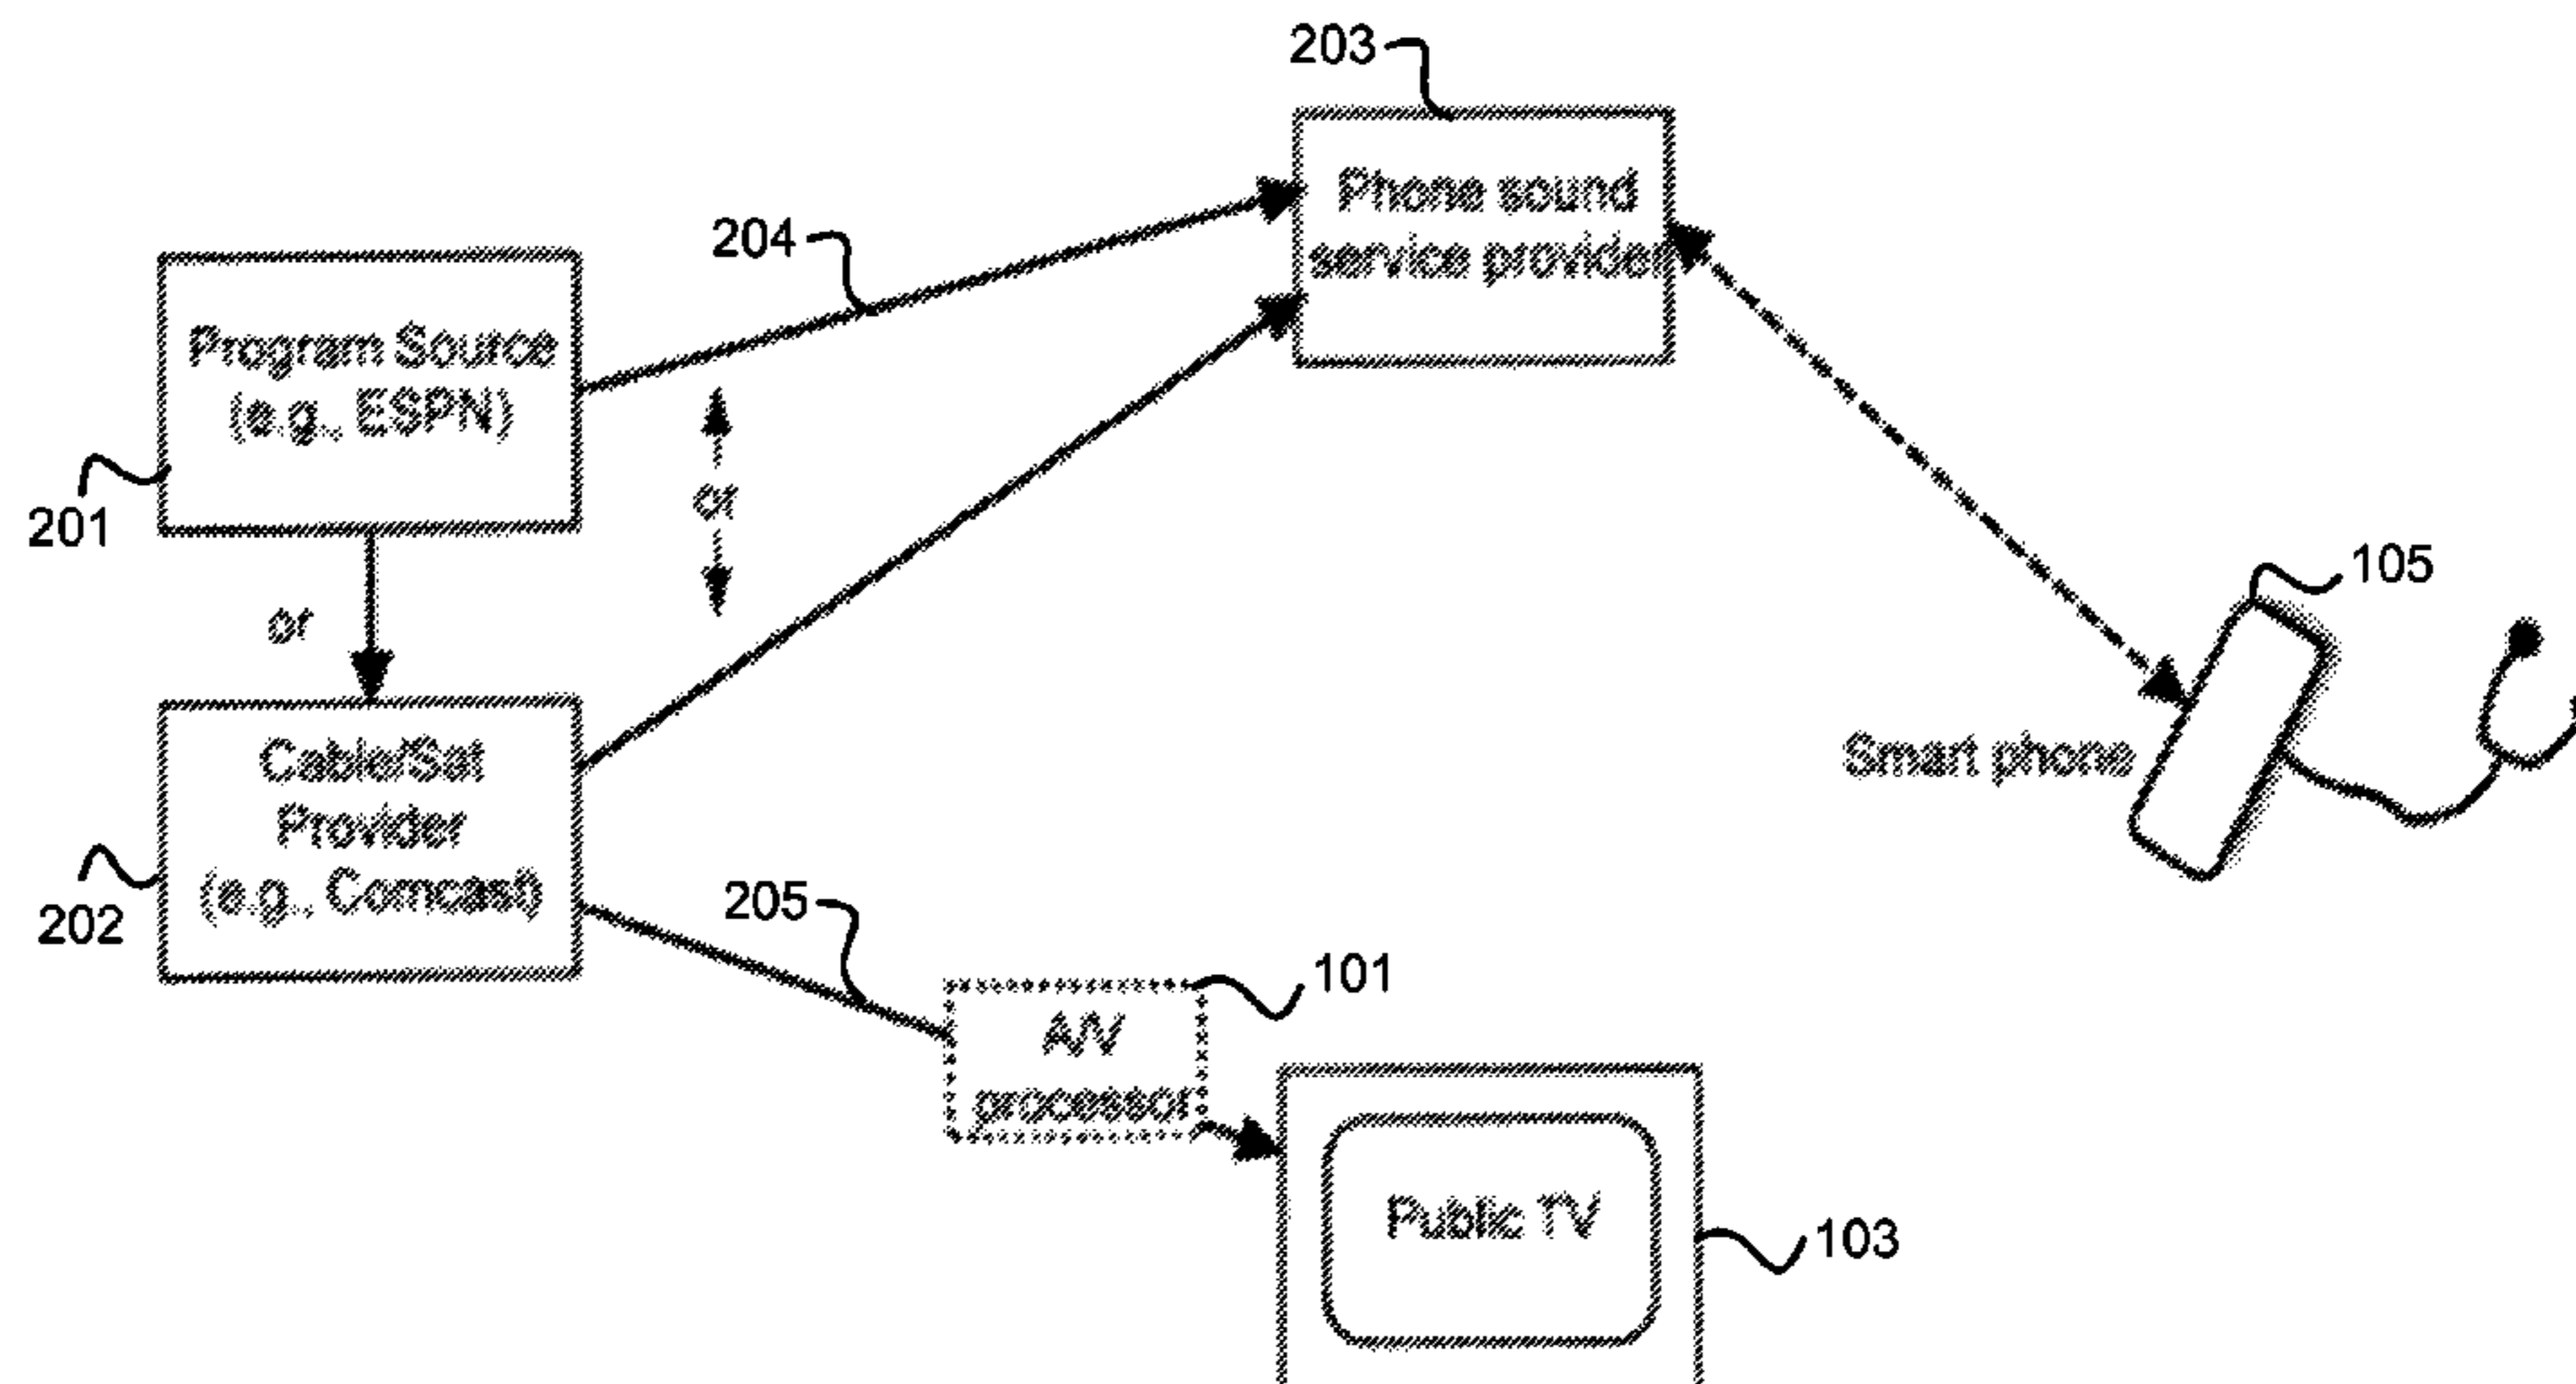 203
Phone sound
service provider
204
Program Source
(e.g., ESPN)
201
or
or
105
Cable/Sat
Provider
(e.g., Comcast)
202
Smart phone
205
101
A/V
processor
Public TV
103